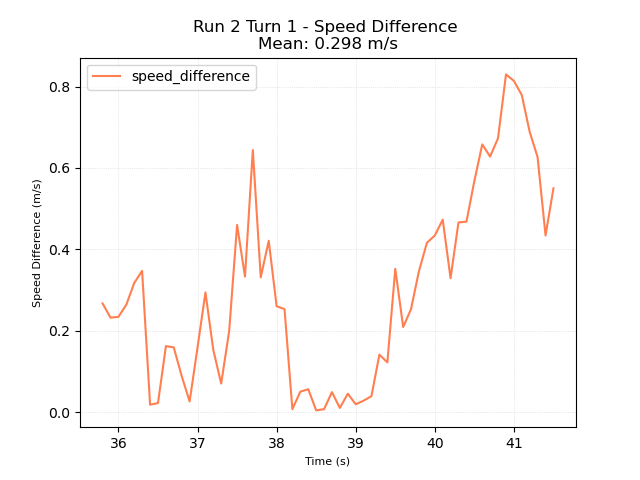 Run 2 Turn 1 - Speed Difference
Mean: 0.298 m/s
speed_difference
0.8
0.6
0.4
0.2
0.0
Speed Difference (m/s)
36 37 38 39 40 41
Time (s)